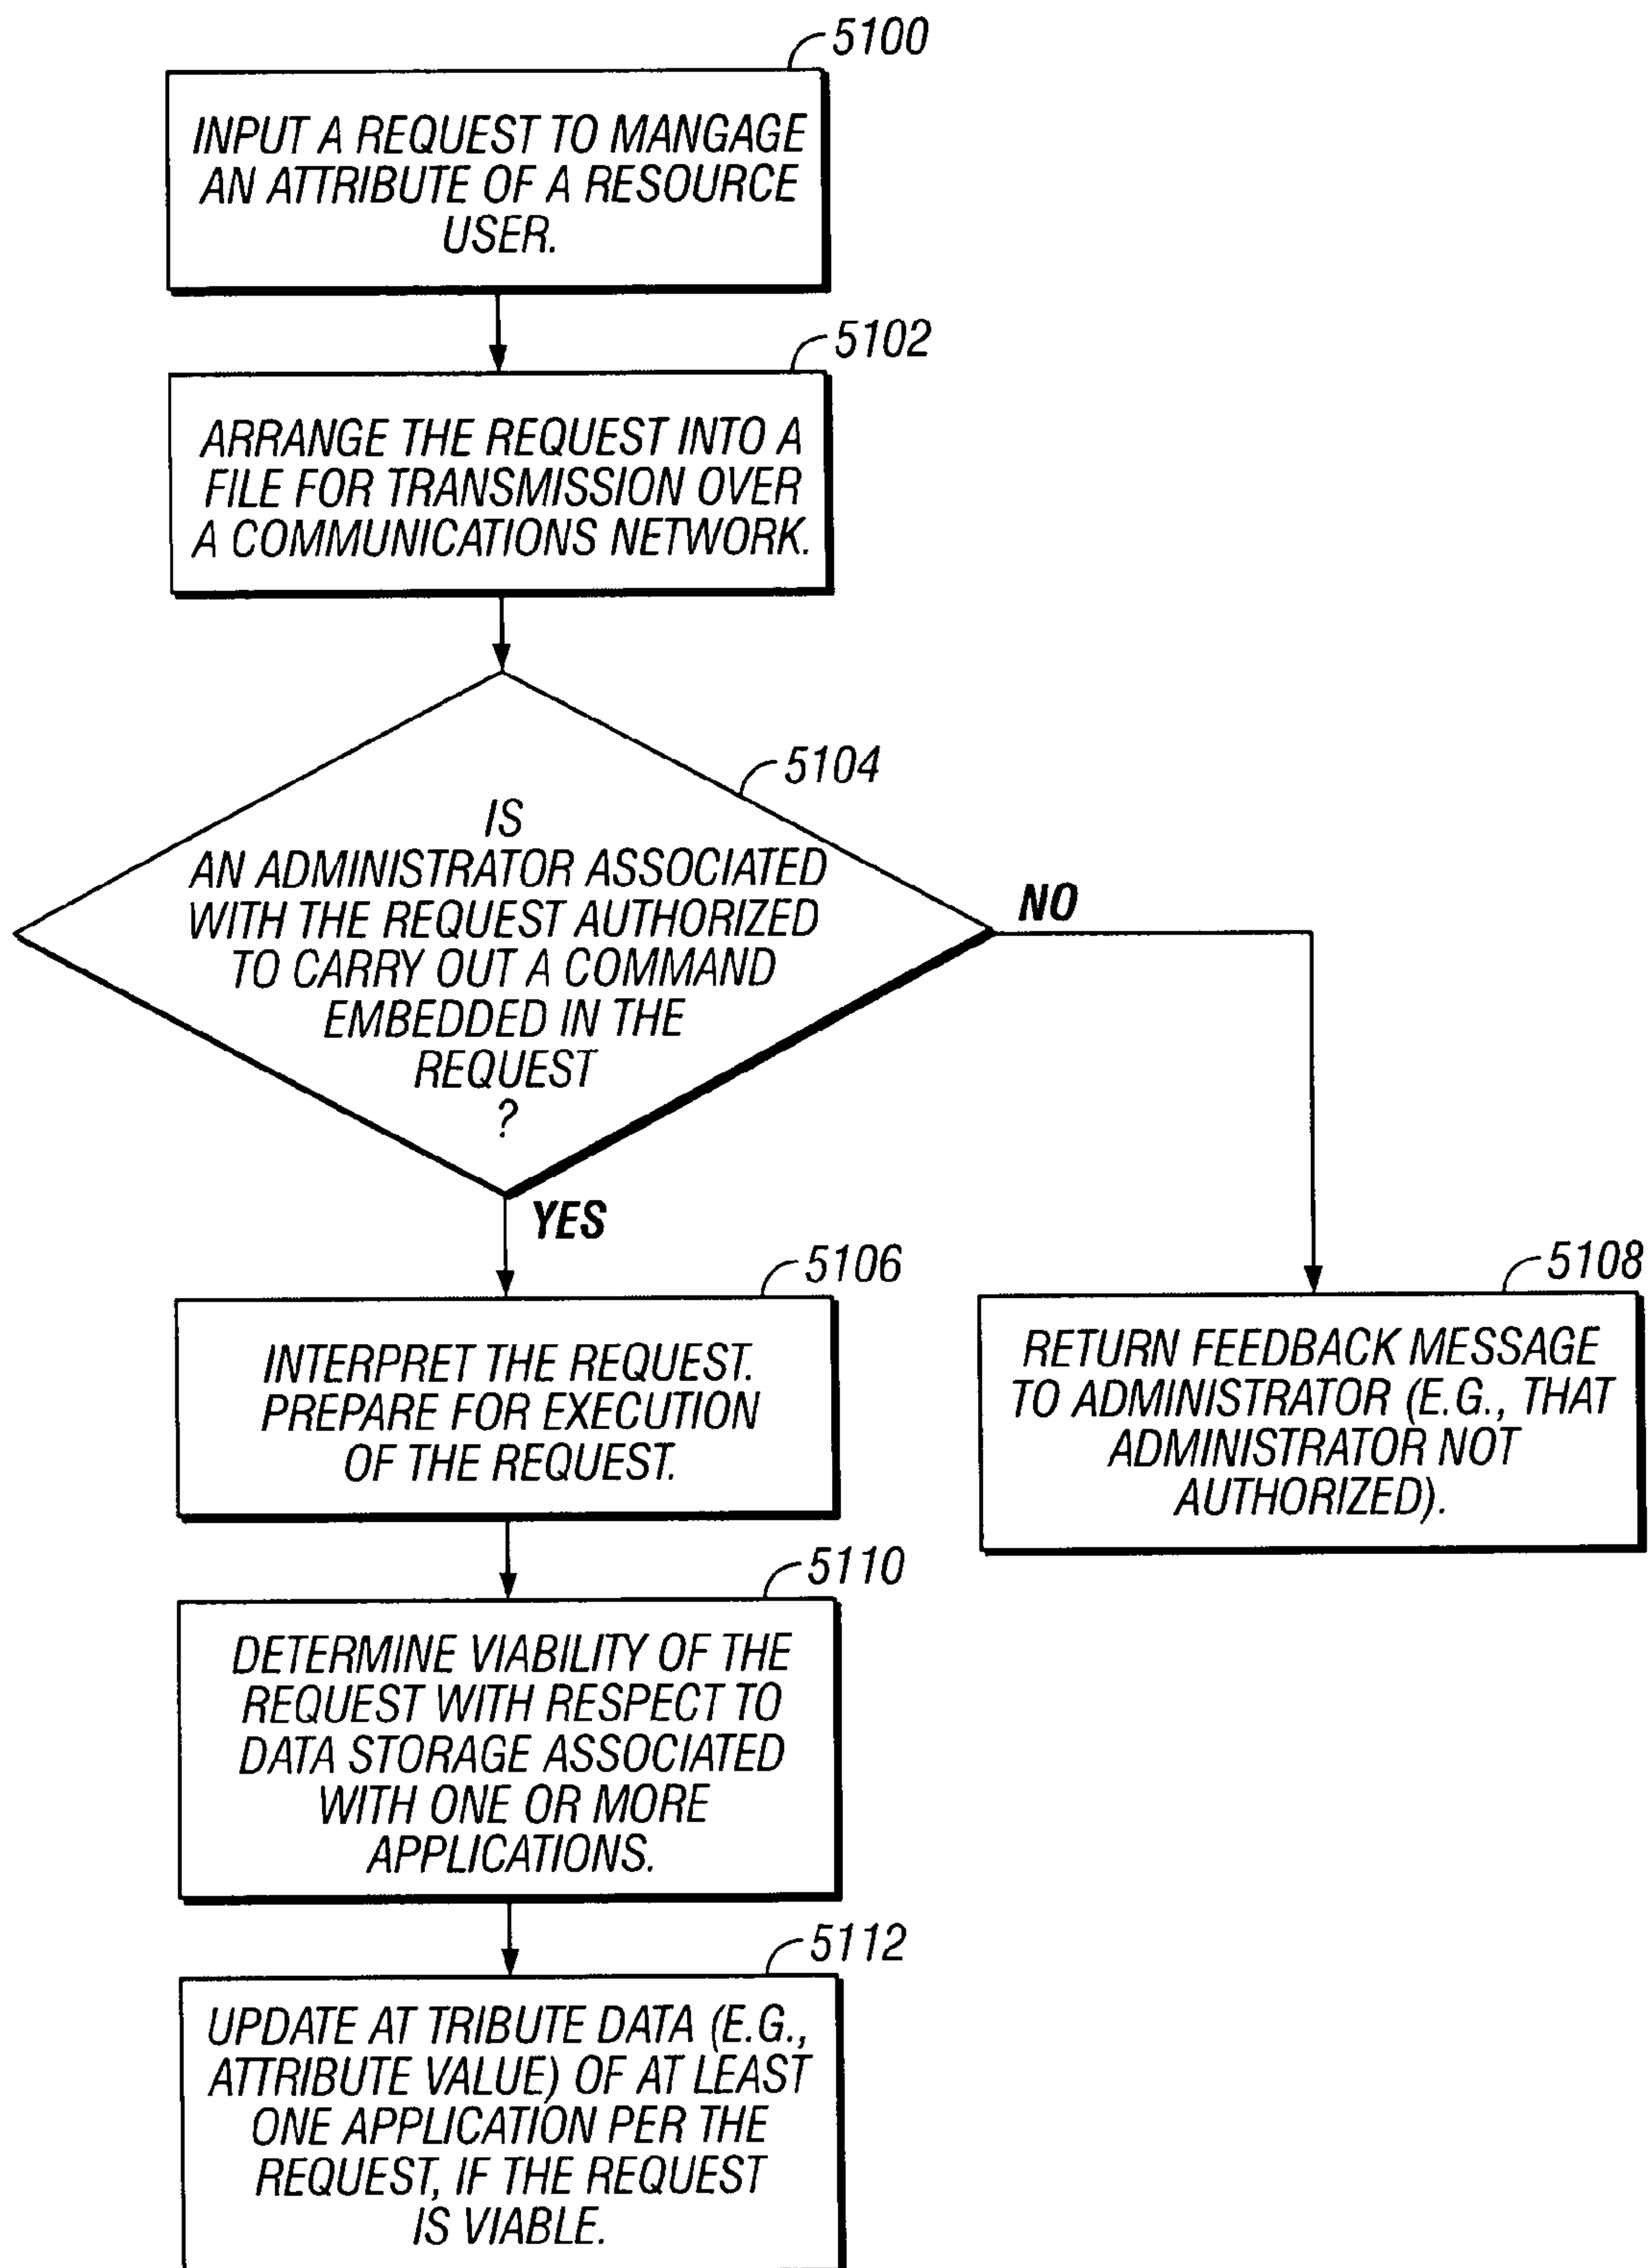 5100
INPUT A REQUEST TO MANGAGE
AN ATTRIBUTE OF A RESOURCE
USER.
5102
ARRANGE THE REQUEST INTO A
FILE FOR TRANSMISSION OVER
A COMMUNICATIONS NETWORK.
5104
IS
AN ADMINISTRATOR ASSOCIATED
WITH THE REQUEST AUTHORIZED
TO CARRY OUT A COMMAND
EMBEDDED IN THE
REQUEST
?
NO
YES
5106
INTERPRET THE REQUEST.
PREPARE FOR EXECUTION
OF THE REQUEST.
5108
RETURN FEEDBACK MESSAGE
TO ADMINISTRATOR (E.G., THAT
ADMINISTRATOR NOT
AUTHORIZED).
5110
DETERMINE VIABILITY OF THE
REQUEST WITH RESPECT TO
DATA STORAGE ASSOCIATED
WITH ONE OR MORE
APPLICATIONS.
5112
UPDATE AT TRIBUTE DATA (E.G.,
ATTRIBUTE VALUE) OF AT LEAST
ONE APPLICATION PER THE
REQUEST, IF THE REQUEST
IS VIABLE.